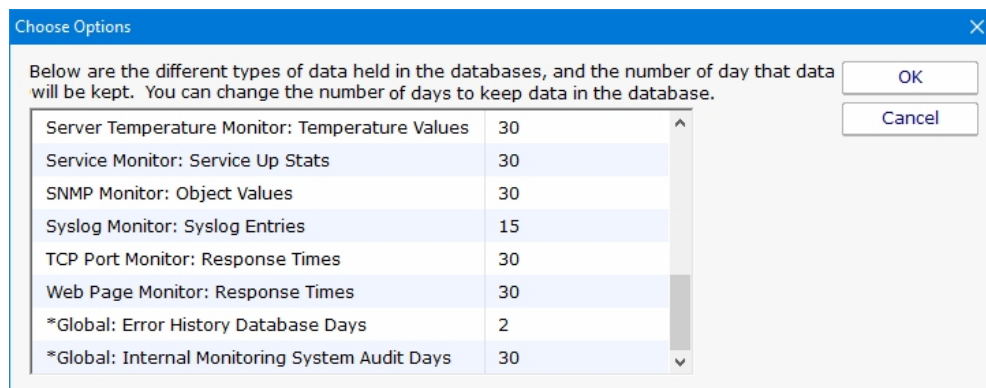 Choose Options
Below are the different types of data held in the databases, and the number of day that data
will be kept. You can change the number of days to keep data in the database.
OK
Cancel
Server Temperature Monitor: Temperature Values 30
Service Monitor: Service Up Stats 30
SNMP Monitor: Object Values 30
Syslog Monitor: Syslog Entries 15
TCP Port Monitor: Response Times 30
Web Page Monitor: Response Times 30
*Global: Error History Database Days 2
*Global: Internal Monitoring System Audit Days 30